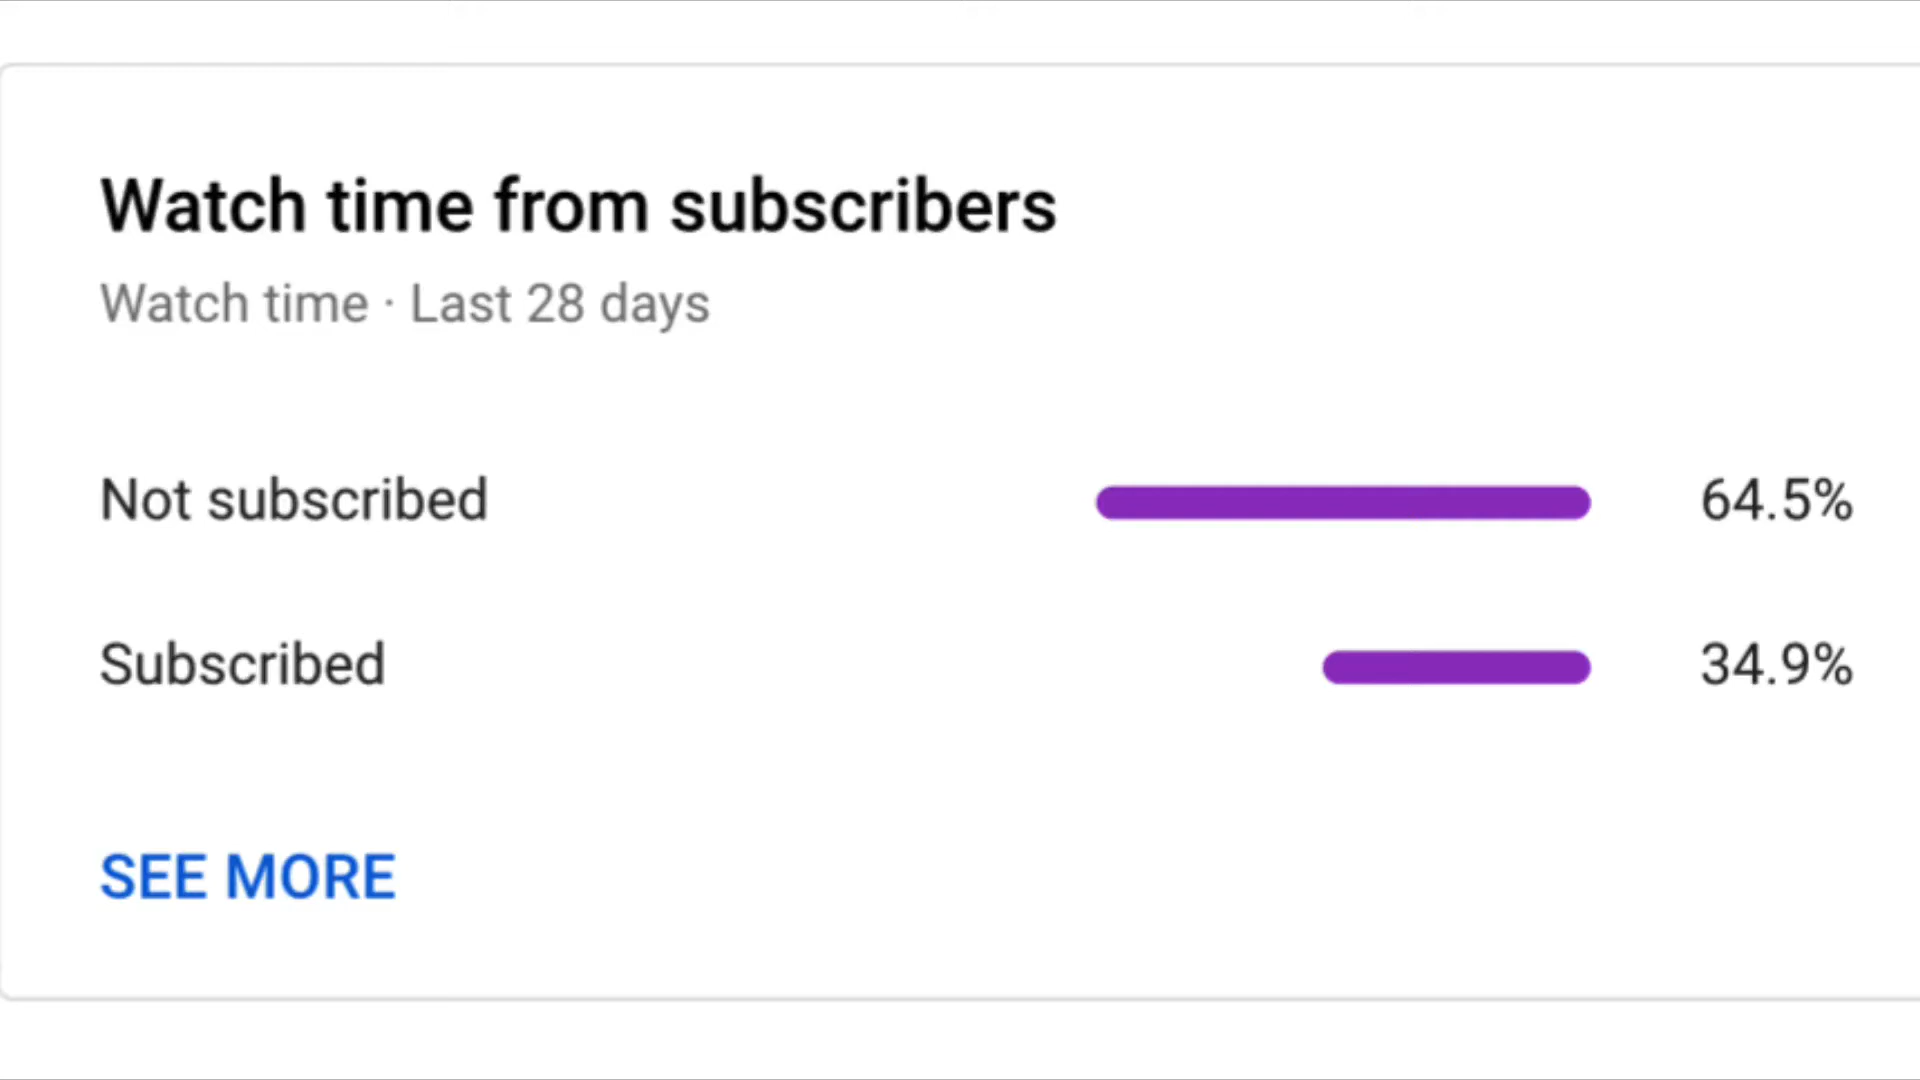 Watch time from subscribers
Watch time · Last 28 days
Not subscribed 64.5%
Subscribed 34.9%
SEE MORE